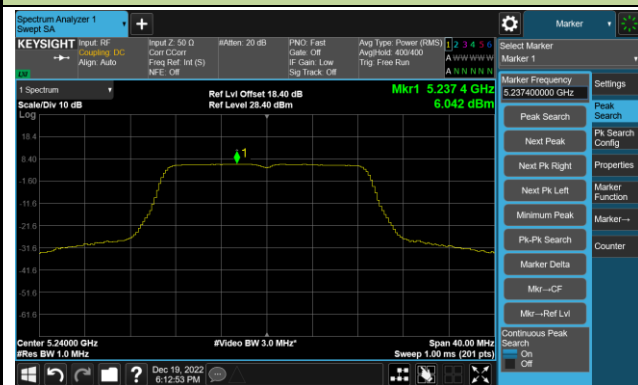 Spectrum Analyzer 1
Swept SA
Marker
KEYSIGHT
Input: RF
Coupling: DC
Align: Auto
Input Z: 50 Ω
Corr CCorr
Freq Ref: Int (S)
NFE: Off
#Atten: 20 dB
PNO: Fast
Gate: Off
IF Gain: Low
Sig Track: Off
Avg Type: Power (RMS)
Avg|Hold: 400/400
Trig: Free Run
1 2 3 4 5 6
A W W W W W
A N N N N N
Select Marker
Marker 1
LXI
1 Spectrum
Scale/Div 10 dB
Ref Lvl Offset 18.40 dB
Ref Level 28.40 dBm
Mkr1 5.237 4 GHz
6.042 dBm
Log
18.4
8.40
-1.60
-11.6
-21.6
-31.6
-41.6
-51.6
-61.6
1
Center 5.24000 GHz
#Res BW 1.0 MHz
#Video BW 3.0 MHz*
Span 40.00 MHz
Sweep 1.00 ms (201 pts)
Marker Frequency
5.237400000 GHz
Peak Search
Next Peak
Next Pk Right
Next Pk Left
Minimum Peak
Pk-Pk Search
Marker Delta
Mkr→CF
Mkr→Ref Lvl
Continuous Peak
Search
On
Off
Settings
Peak
Search
Pk Search
Config
Properties
Marker
Function
Marker→
Counter
?
Dec 19, 2022
6:12:53 PM